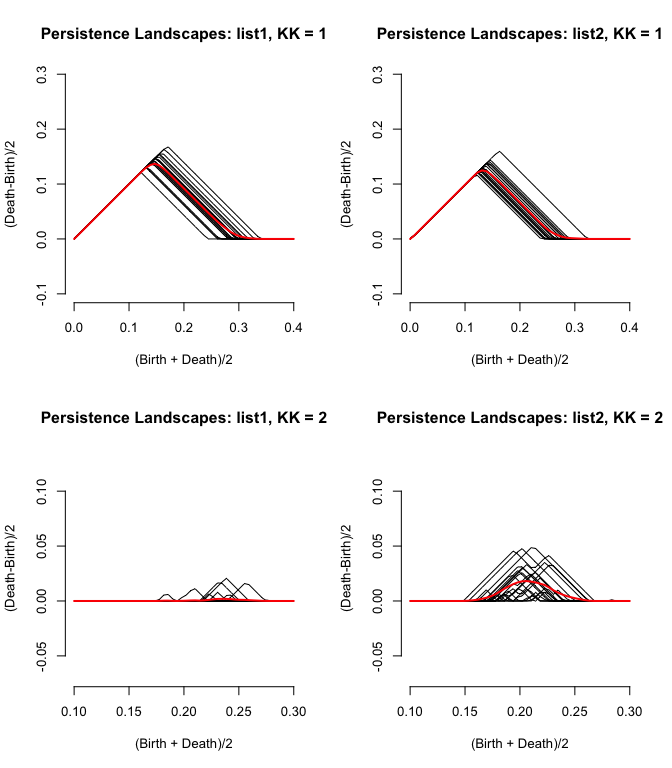 Persistence Landscapes: list1, KK = 1
0.3
0.2
0.1
0.0
-0.1
(Death-Birth)/2
0.0 0.1 0.2 0.3 0.4
(Birth + Death)/2
Persistence Landscapes: list2, KK = 1
0.3
0.2
0.1
0.0
-0.1
(Death-Birth)/2
0.0 0.1 0.2 0.3 0.4
(Birth + Death)/2
Persistence Landscapes: list1, KK = 2
0.10
0.05
0.00
-0.05
(Death-Birth)/2
0.10 0.15 0.20 0.25 0.30
(Birth + Death)/2
Persistence Landscapes: list2, KK = 2
0.10
0.05
0.00
-0.05
(Death-Birth)/2
0.10 0.15 0.20 0.25 0.30
(Birth + Death)/2